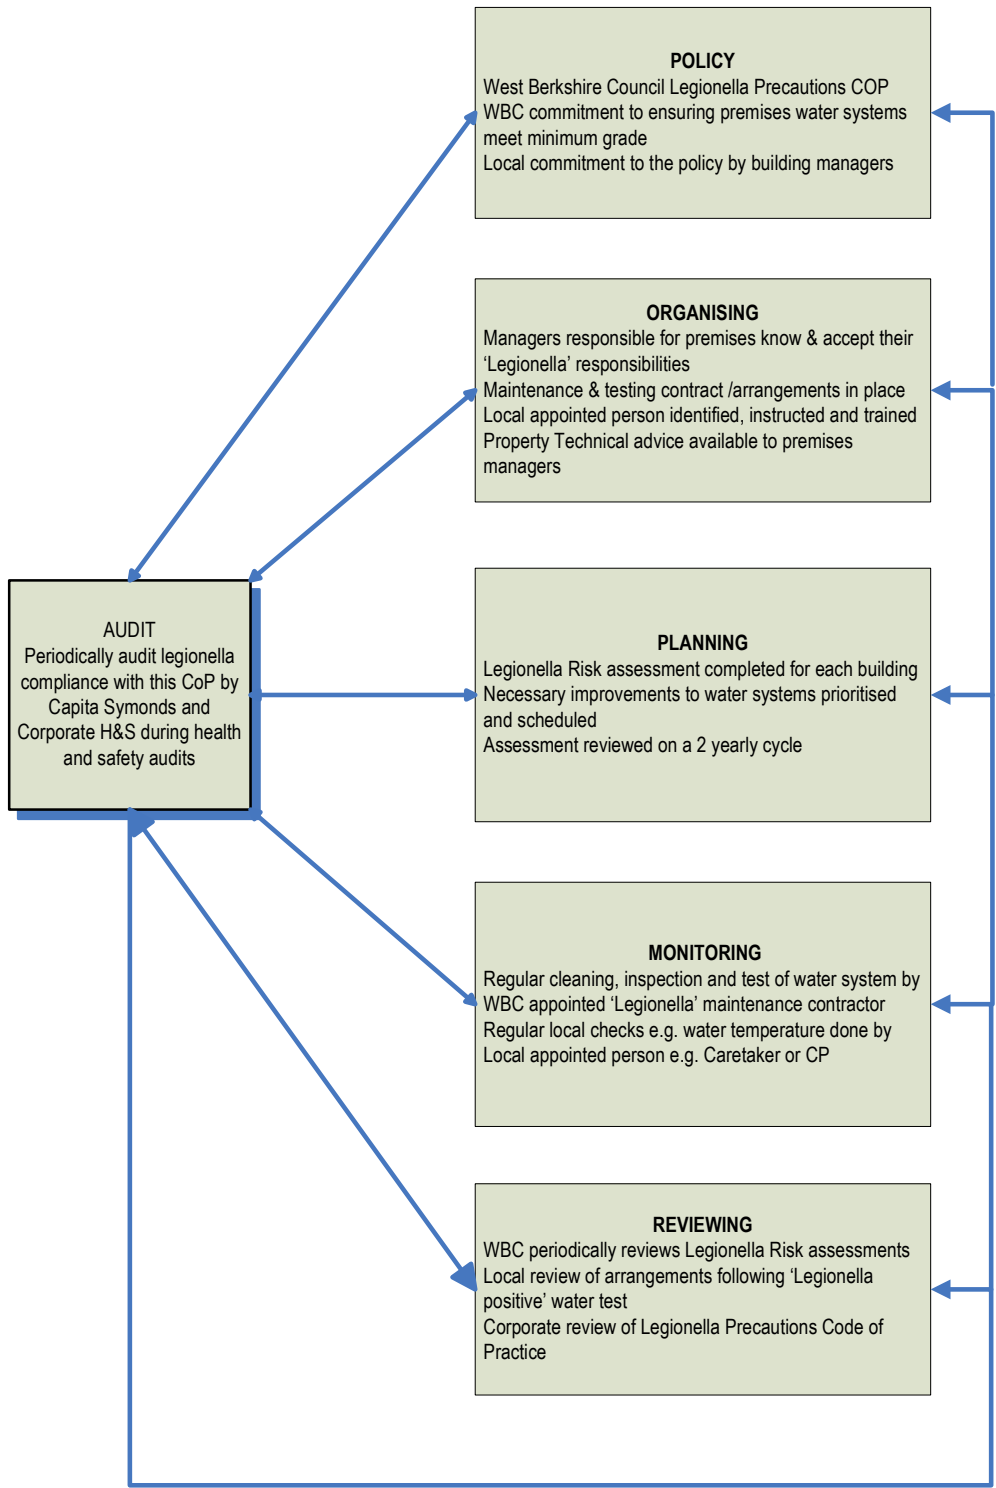 POLICY
West Berkshire Council Legionella Precautions COP
WBC commitment to ensuring premises water systems
meet minimum grade
Local commitment to the policy by building managers
ORGANISING
Managers responsible for premises know & accept their
‘Legionella’ responsibilities
Maintenance & testing contract /arrangements in place
Local appointed person identified, instructed and trained
Property Technical advice available to premises
managers
AUDIT
Periodically audit legionella
compliance with this CoP by
Capita Symonds and
Corporate H&S during health
and safety audits
PLANNING
Legionella Risk assessment completed for each building
Necessary improvements to water systems prioritised
and scheduled
Assessment reviewed on a 2 yearly cycle
MONITORING
Regular cleaning, inspection and test of water system by
WBC appointed ‘Legionella’ maintenance contractor
Regular local checks e.g. water temperature done by
Local appointed person e.g. Caretaker or CP
REVIEWING
WBC periodically reviews Legionella Risk assessments
Local review of arrangements following ‘Legionella
positive’ water test
Corporate review of Legionella Precautions Code of
Practice